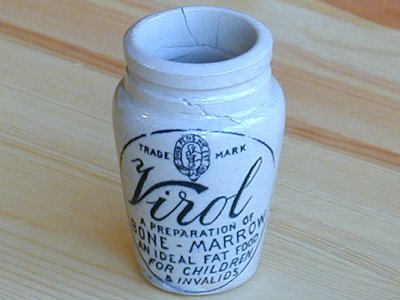 TRADE MARK
Virol
A PREPARATION OF
BONE-MARROW
AN IDEAL FAT FOOD
FOR CHILDREN
& INVALIDS.